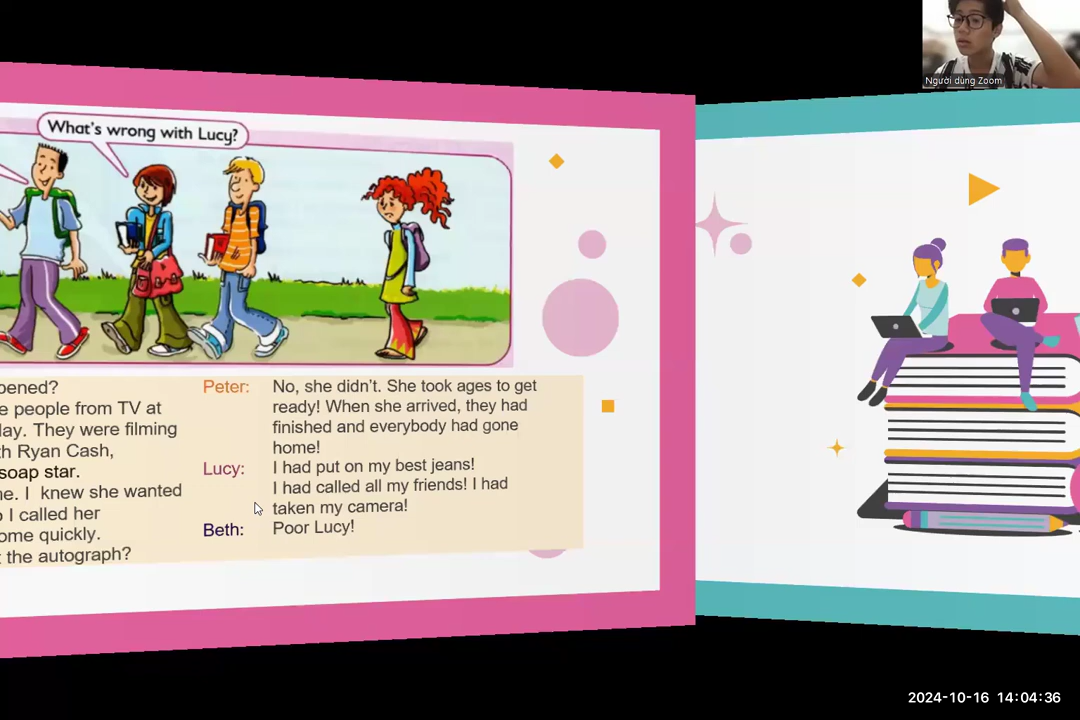 Người dùng Zoom
What's wrong with Lucy?
opened?
e people from TV at
lay. They were filming
th Ryan Cash,
soap star.
ne. I knew she wanted
o I called her
ome quickly.
t the autograph?
Peter: No, she didn't. She took ages to get
ready! When she arrived, they had
finished and everybody had gone
home!
Lucy: I had put on my best jeans!
I had called all my friends! I had
taken my camera!
Beth: Poor Lucy!
2024-10-16 14:04:36